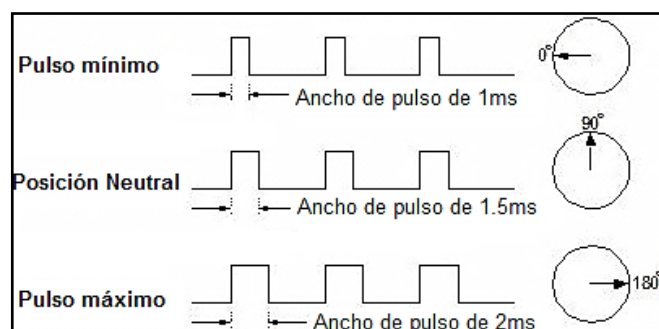 Pulso mínimo
0°
Ancho de pulso de 1ms
90°
Posición Neutral
Ancho de pulso de 1.5ms
180°
Pulso máximo
Ancho de pulso de 2ms